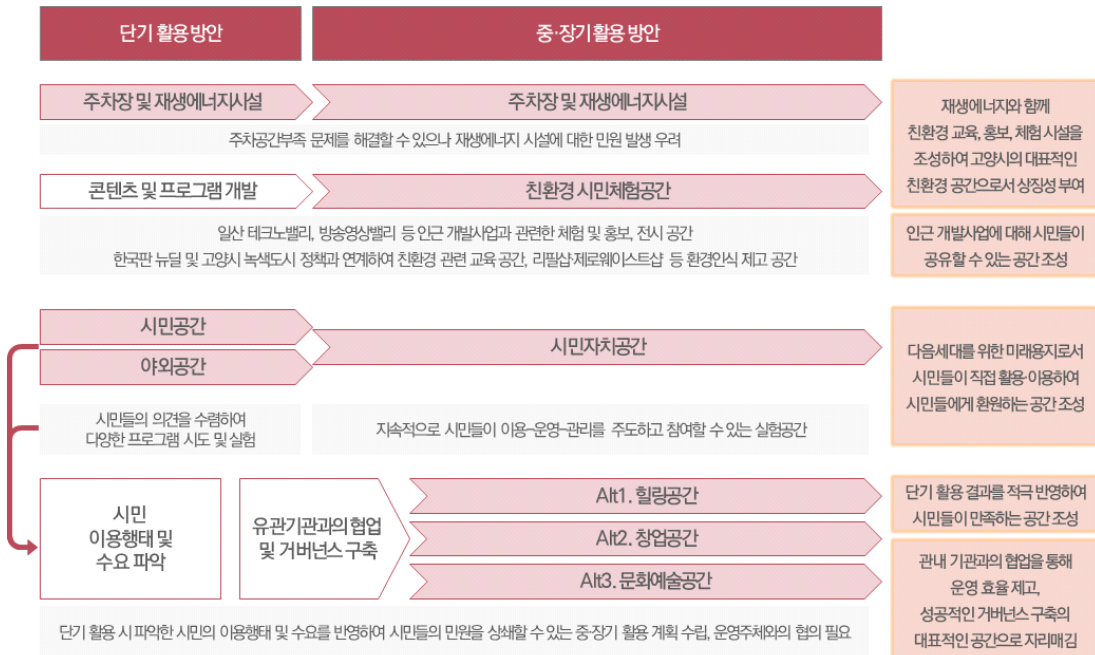 단기 활용 방안
중·장기 활용 방안
주차장 및 재생에너지시설
주차장 및 재생에너지시설
주차공간부족 문제를 해결할 수 있으나 재생에너지 시설에 대한 민원 발생 우려
재생에너지와 함께
친환경 교육, 홍보, 체험 시설을
조성하여 고양시의 대표적인
친환경 공간으로서 상징성 부여
콘텐츠 및 프로그램 개발
친환경 시민체험공간
일산 테크노밸리, 방송영상밸리 등 인근 개발사업과 관련한 체험 및 홍보, 전시 공간
한국판 뉴딜 및 고양시 녹색도시 정책과 연계하여 친환경 관련 교육 공간, 리필샵·제로웨이스트샵 등 환경인식 제고 공간
인근 개발사업에 대해 시민들이
공유할 수 있는 공간 조성
시민공간
야외공간
시민자치공간
시민들의 의견을 수렴하여
다양한 프로그램 시도 및 실험
지속적으로 시민들이 이용-운영-관리를 주도하고 참여할 수 있는 실험공간
다음세대를 위한 미래용지로서
시민들이 직접 활용·이용하여
시민들에게 환원하는 공간 조성
시민
이용행태 및
수요 파악
유관기관과의 협업
및 거버넌스 구축
Alt1. 힐링공간
Alt2. 창업공간
Alt3. 문화예술공간
단기 활용 시 파악한 시민의 이용행태 및 수요를 반영하여 시민들의 민원을 상쇄할 수 있는 중·장기 활용 계획 수립, 운영주체와의 협의 필요
단기 활용 결과를 적극 반영하여
시민들이 만족하는 공간 조성
관내 기관과의 협업을 통해
운영 효율 제고,
성공적인 거버넌스 구축의
대표적인 공간으로 자리매김